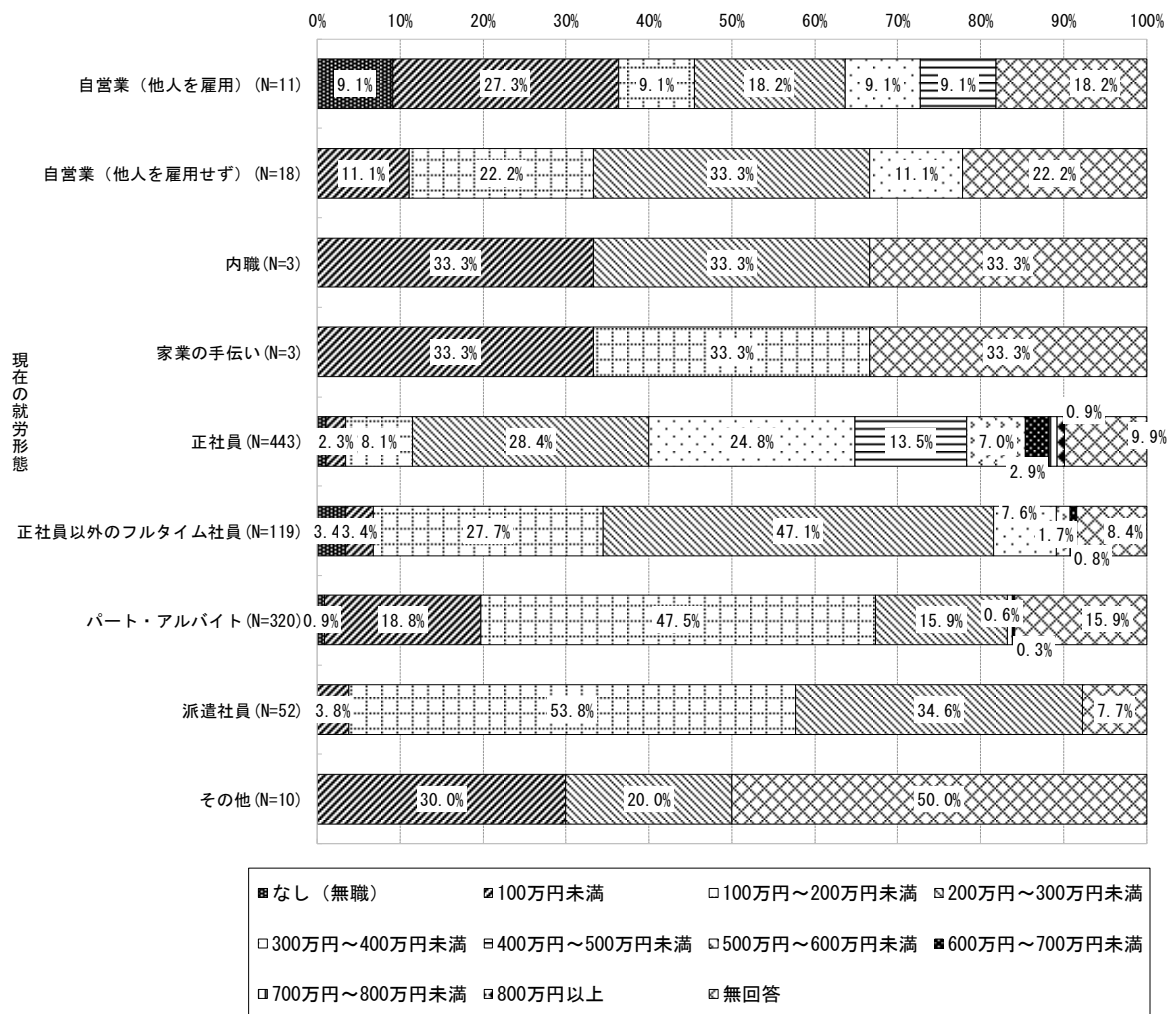 0% 10% 20% 30% 40% 50% 60% 70% 80% 90% 100%
現在の就労形態
自営業（他人を雇用）(N=11) 9.1% 27.3% 9.1% 18.2% 9.1% 9.1% 18.2%
自営業（他人を雇用せず）(N=18) 11.1% 22.2% 33.3% 11.1% 22.2%
内職(N=3) 33.3% 33.3% 33.3%
家業の手伝い(N=3) 33.3% 33.3% 33.3%
正社員(N=443) 2.3% 8.1% 28.4% 24.8% 13.5% 7.0% 2.9% 0.9% 9.9%
正社員以外のフルタイム社員(N=119) 3.4% 3.4% 27.7% 47.1% 7.6% 1.7% 0.8% 8.4%
パート・アルバイト(N=320) 0.9% 18.8% 47.5% 15.9% 0.6% 0.3% 15.9%
派遣社員(N=52) 3.8% 53.8% 34.6% 7.7%
その他(N=10) 30.0% 20.0% 50.0%
なし（無職） 100万円未満 100万円～200万円未満 200万円～300万円未満
300万円～400万円未満 400万円～500万円未満 500万円～600万円未満 600万円～700万円未満
700万円～800万円未満 800万円以上 無回答